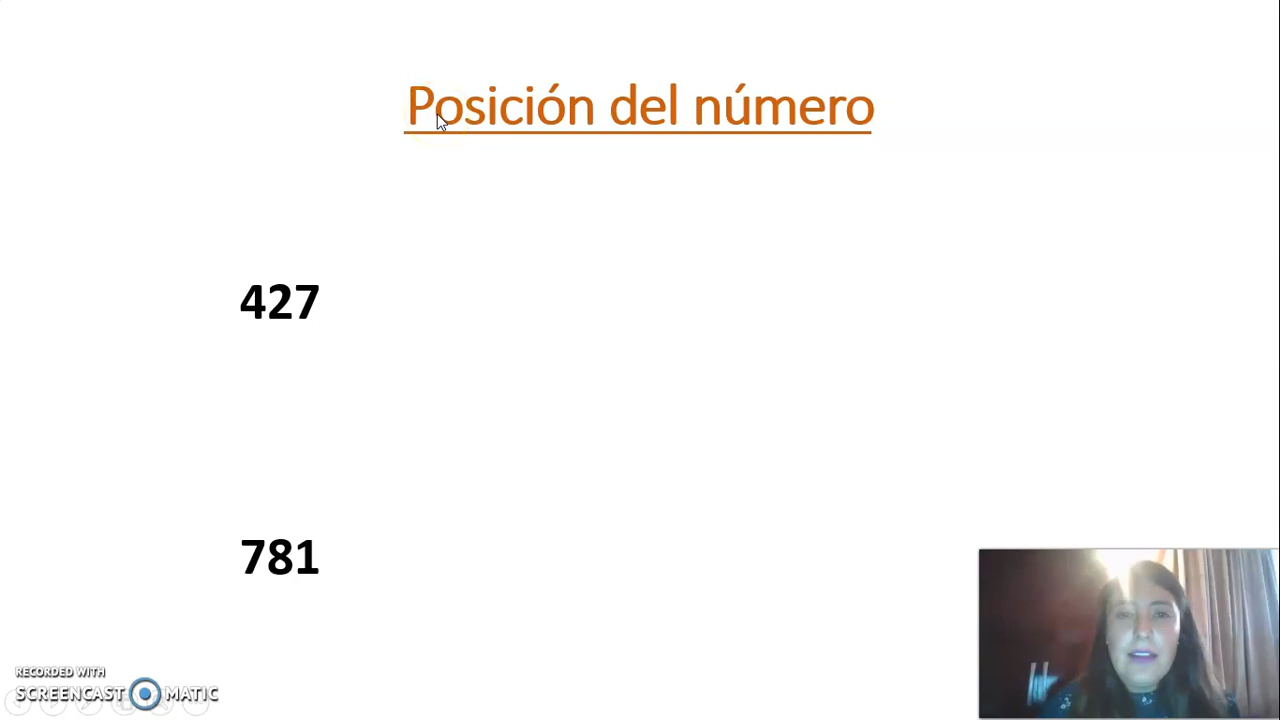 Posición del número
427
781
RECORDED WITH
SCREENCAST MATIC